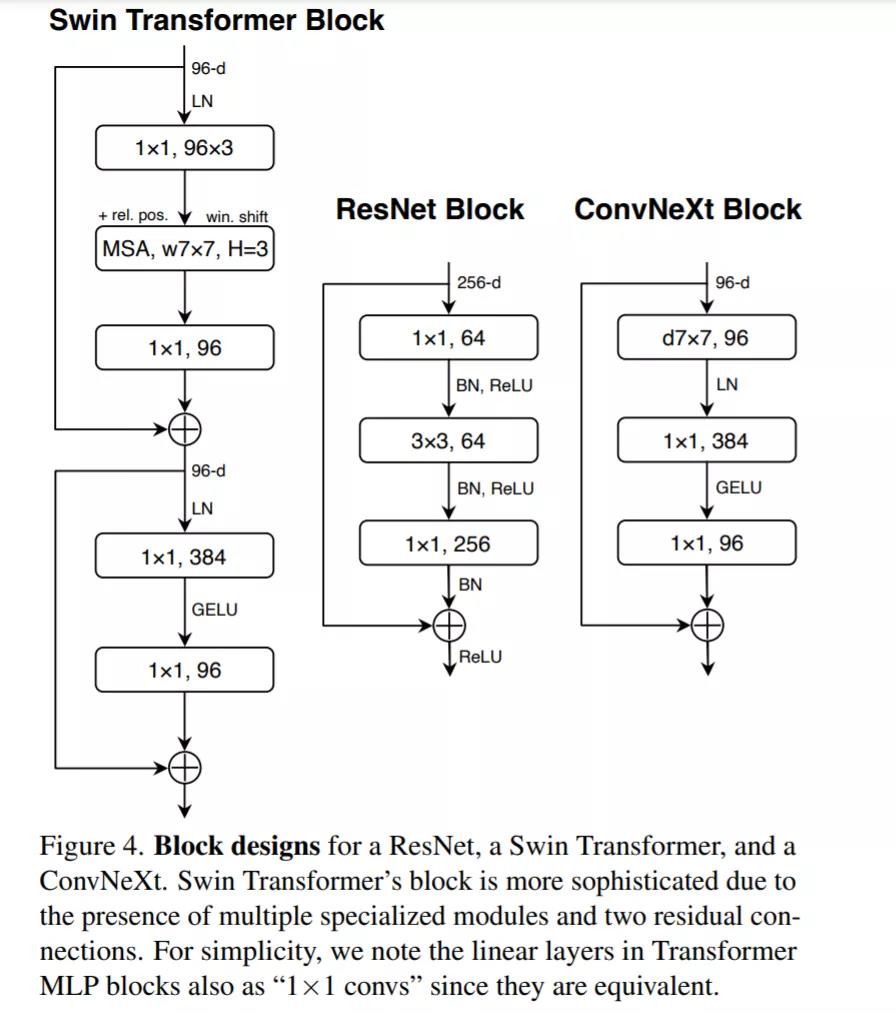 Swin Transformer Block
96-d
LN
1×1, 96×3
+ rel. pos.
win. shift
MSA, w7×7, H=3
1×1, 96
96-d
LN
1×1, 384
GELU
1×1, 96
ResNet Block
256-d
1×1, 64
BN, ReLU
3×3, 64
BN, ReLU
1×1, 256
BN
ReLU
ConvNeXt Block
96-d
d7×7, 96
LN
1×1, 384
GELU
1×1, 96
Figure 4. Block designs for a ResNet, a Swin Transformer, and a
ConvNeXt. Swin Transformer's block is more sophisticated due to
the presence of multiple specialized modules and two residual con-
nections. For simplicity, we note the linear layers in Transformer
MLP blocks also as “1×1 convs” since they are equivalent.